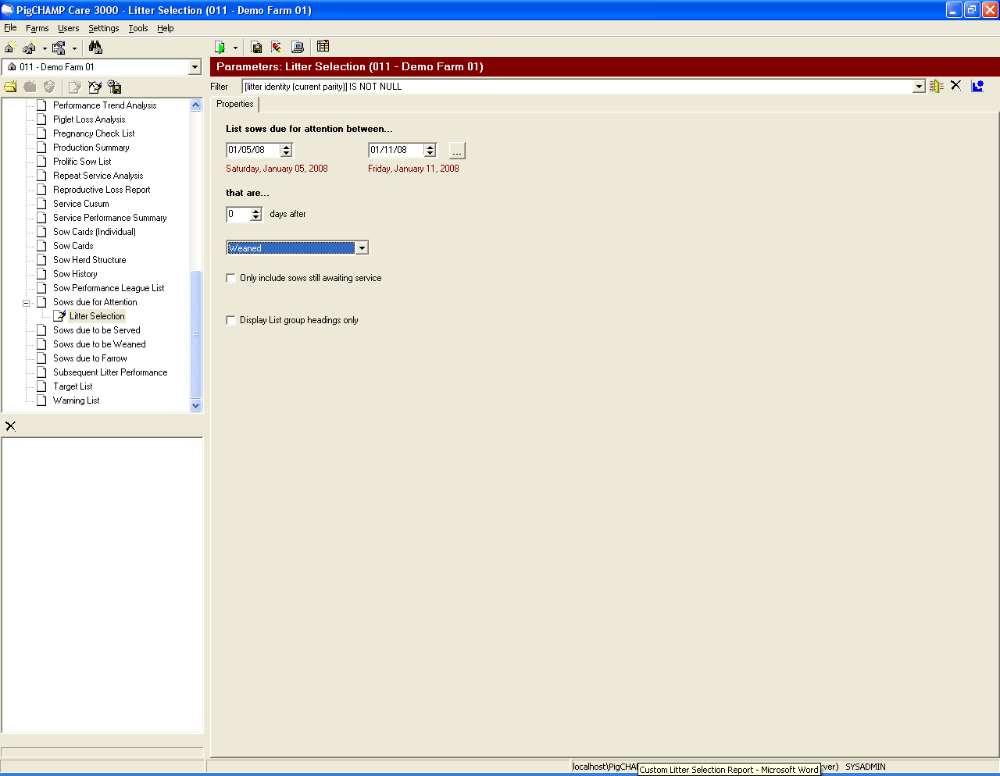 PigCHAMP Care 3000 - Litter Selection (011 - Demo Farm 01)
File Farms Users Settings Tools Help
011 - Demo Farm 01
Parameters: Litter Selection (011 - Demo Farm 01)
Filter [litter identity (current parity)] IS NOT NULL
Properties
Performance Trend Analysis
Piglet Loss Analysis
Pregnancy Check List
Production Summary
Prolific Sow List
Repeat Service Analysis
Reproductive Loss Report
Service Cusum
Service Performance Summary
Sow Cards (Individual)
Sow Cards
Sow Herd Structure
Sow History
Sow Performance League List
Sows due for Attention
Litter Selection
Sows due to be Served
Sows due to be Weaned
Sows due to Farrow
Subsequent Litter Performance
Target List
Warning List
List sows due for attention between...
01/05/08 01/11/08 ...
Saturday, January 05, 2008 Friday, January 11, 2008
that are...
0 days after
Weaned
Only include sows still awaiting service
Display List group headings only
localhost\PigCHA ver) SYSADMIN
Custom Litter Selection Report - Microsoft Word